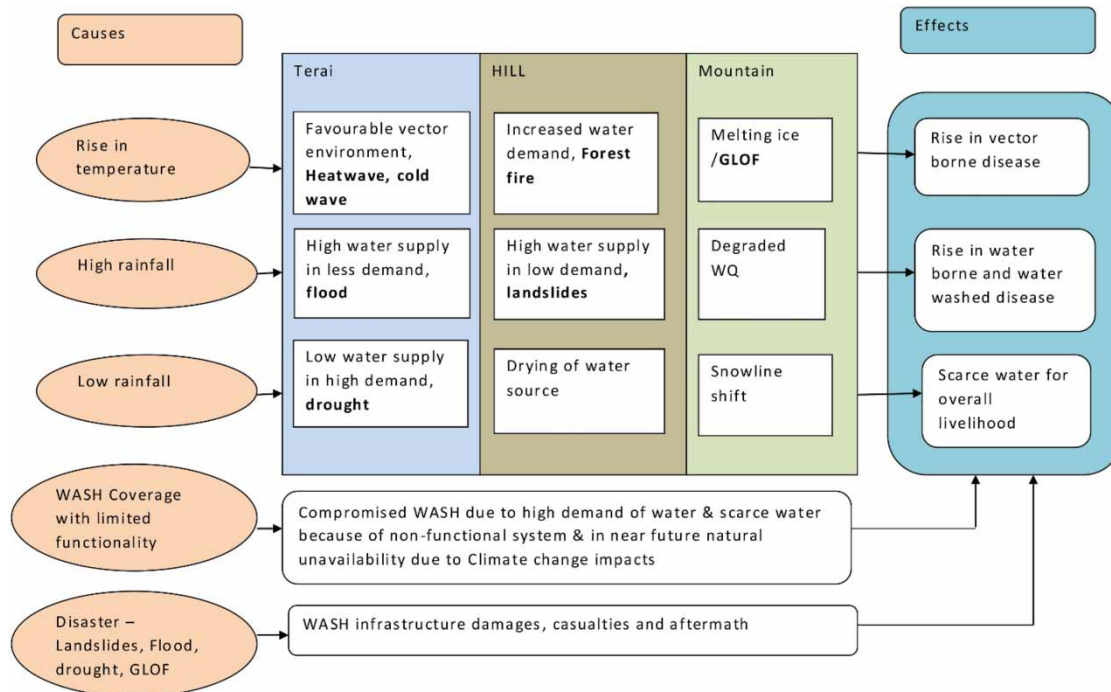 Causes
Effects
Terai
HILL
Mountain
Rise in
temperature
Favourable vector
environment,
Heatwave, cold
wave
Increased water
demand, Forest
fire
Melting ice
/GLOF
Rise in vector
borne disease
High rainfall
High water supply
in less demand,
flood
High water supply
in low demand,
landslides
Degraded
WQ
Rise in water
borne and water
washed disease
Low rainfall
Low water supply
in high demand,
drought
Drying of water
source
Snowline
shift
Scarce water for
overall
livelihood
WASH Coverage
with limited
functionality
Compromised WASH due to high demand of water & scarce water
because of non-functional system & in near future natural
unavailability due to Climate change impacts
Disaster –
Landslides, Flood,
drought, GLOF
WASH infrastructure damages, casualties and aftermath